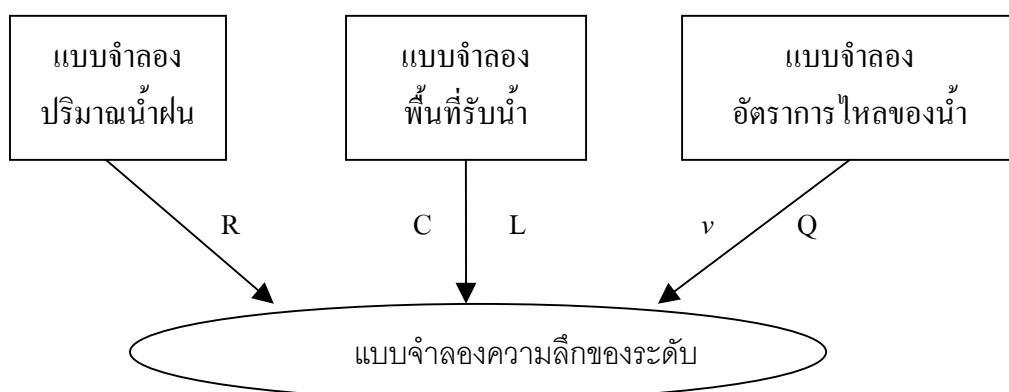 แบบจำลอง
ปริมาณน้ำฝน
แบบจำลอง
พื้นที่รับน้ำ
แบบจำลอง
อัตราการไหลของน้ำ
R
C L
v Q
แบบจำลองความลึกของระดับ